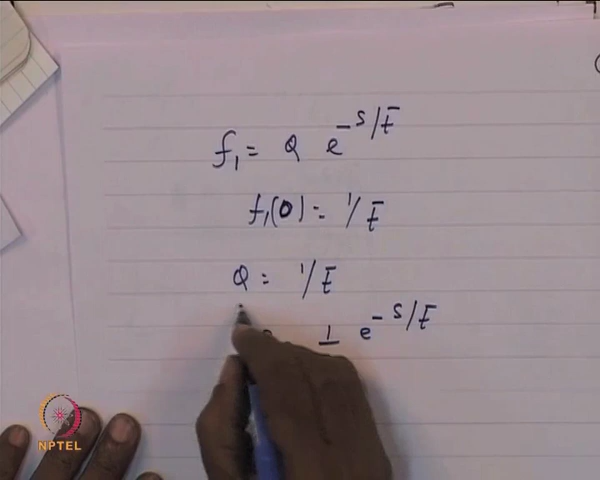 f₁ = Q e^{-s/t̄}
f₁(0) = 1/t̄
Q = 1/t̄
1 e^{-s/t̄}
NPTEL